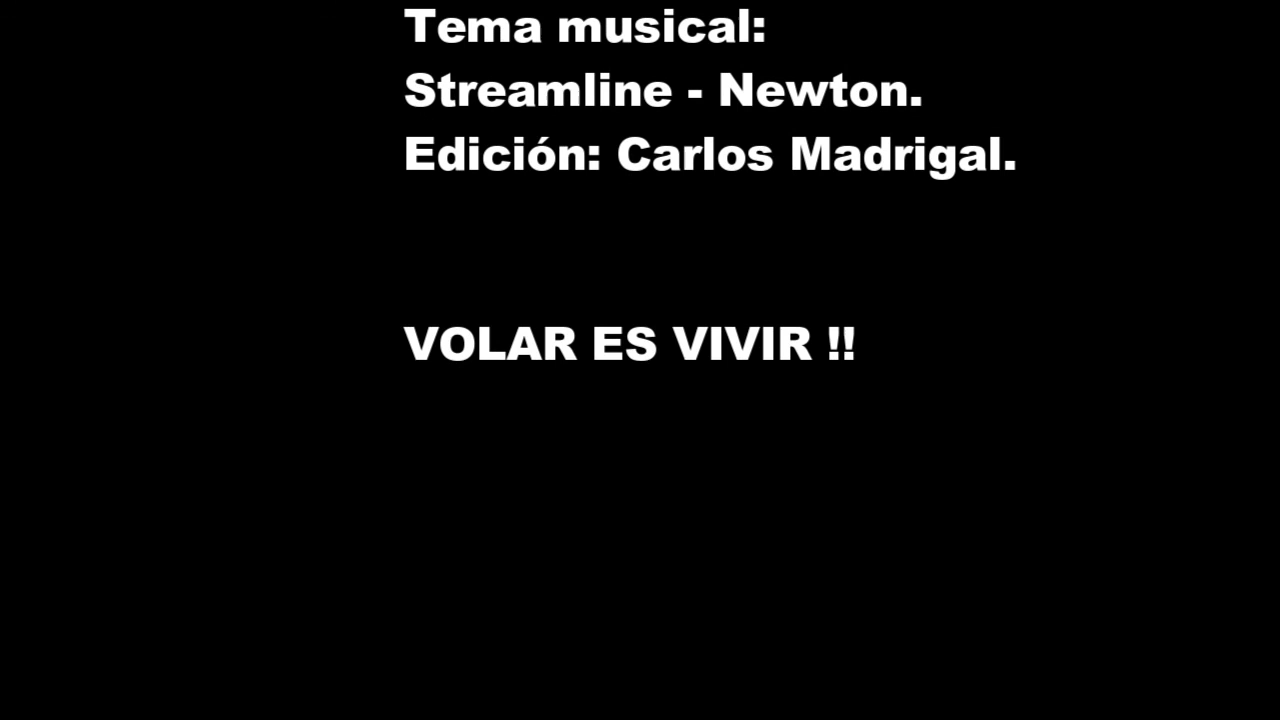 Tema musical:
Streamline - Newton.
Edición: Carlos Madrigal.
VOLAR ES VIVIR !!